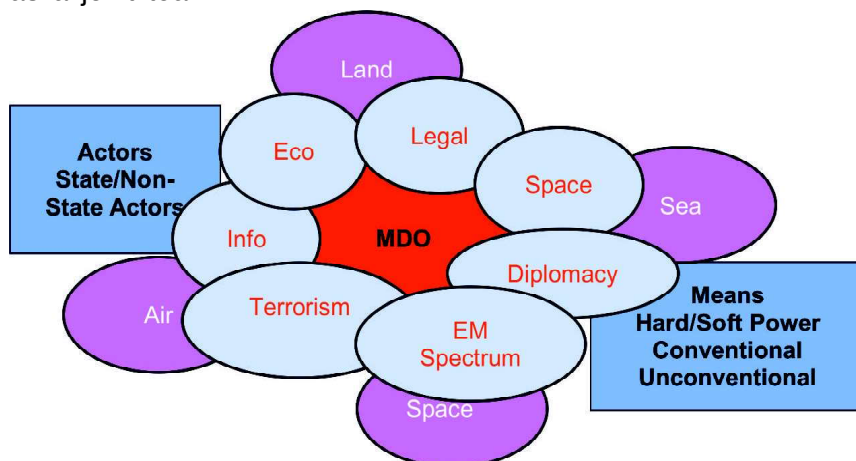 Land
Actors
State/Non-
State Actors
Eco
Legal
Space
Sea
Info
MDO
Diplomacy
Air
Terrorism
EM
Spectrum
Means
Hard/Soft Power
Conventional
Unconventional
Space